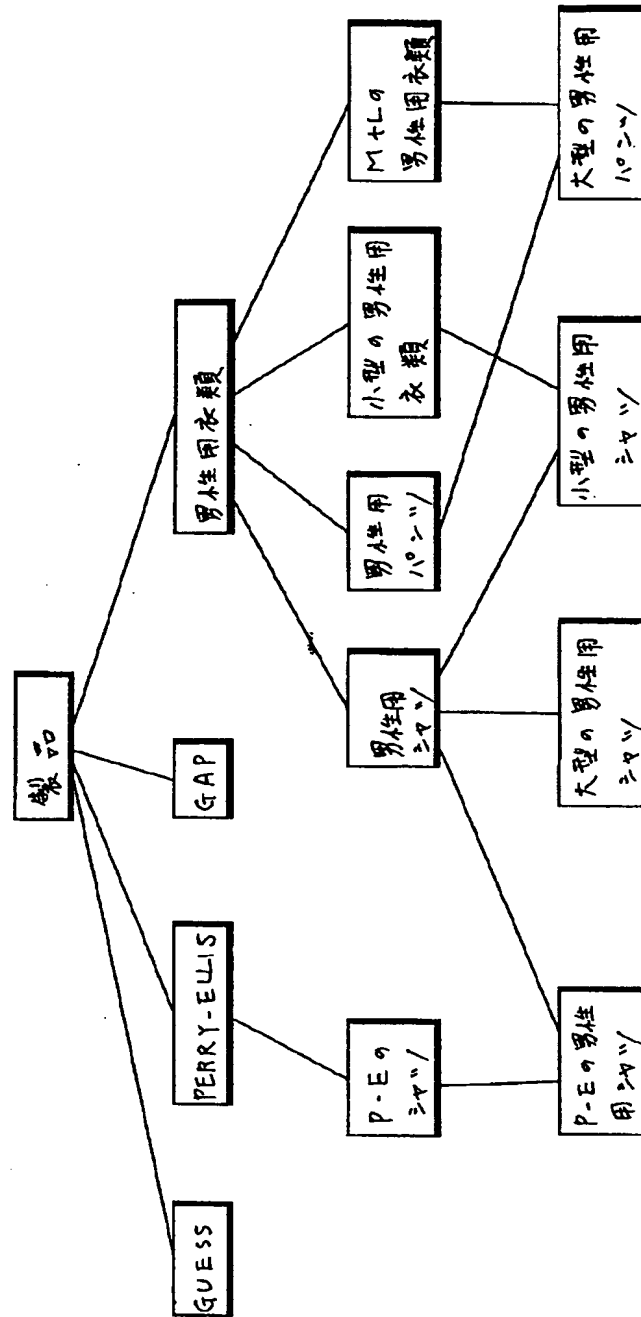 製品
GUESS
PERRY-ELLIS
GAP
男性用衣類
P-Eの
シャツ
男性用
シャツ
男性用
パンツ
小型の男性用
衣類
M+Lの
男性用衣類
P-Eの男性
用シャツ
大型の男性用
シャツ
小型の男性用
シャツ
大型の男性用
パンツ